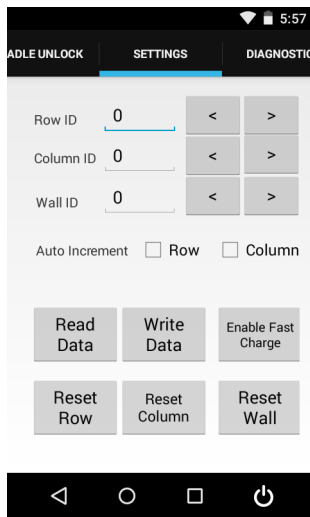 5:57
ADLE UNLOCK SETTINGS DIAGNOSTIC
Row ID 0 < >
Column ID 0 < >
Wall ID 0 < >
Auto Increment Row Column
Read Write Enable Fast
Data Data Charge
Reset Reset Reset
Row Column Wall